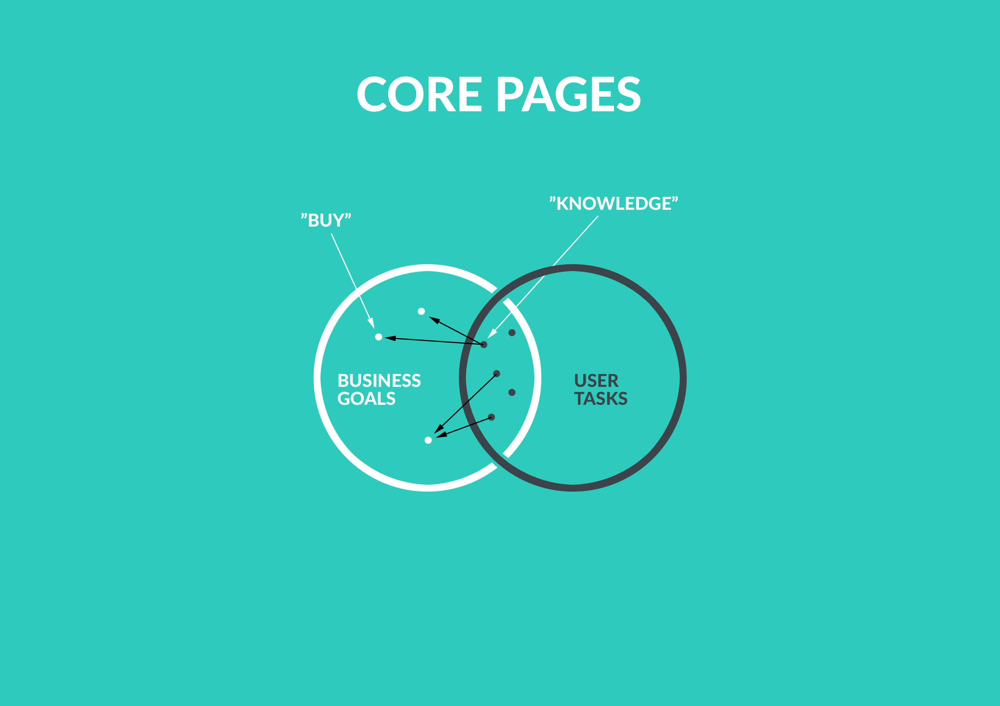 CORE PAGES
”KNOWLEDGE”
”BUY”
BUSINESS
GOALS
USER
TASKS